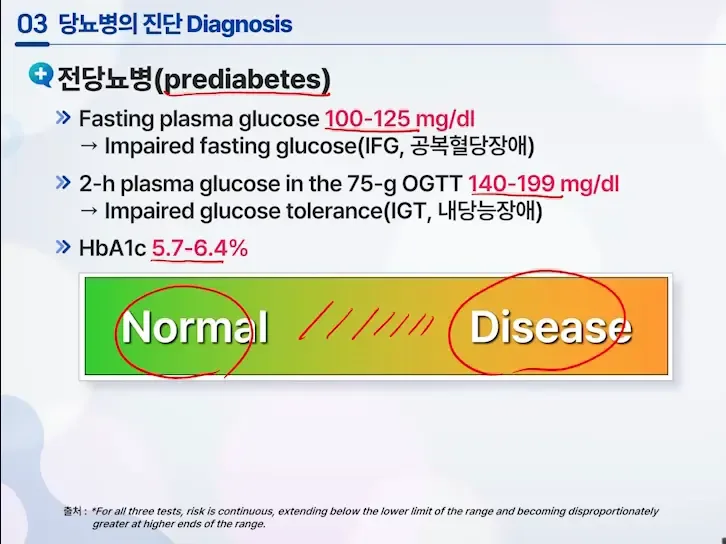 03 당뇨병의 진단 Diagnosis
전당뇨병(prediabetes)
Fasting plasma glucose 100-125 mg/dl
→ Impaired fasting glucose(IFG, 공복혈당장애)
2-h plasma glucose in the 75-g OGTT 140-199 mg/dl
→ Impaired glucose tolerance(IGT, 내당능장애)
HbA1c 5.7-6.4%
Normal Disease
출처 : *For all three tests, risk is continuous, extending below the lower limit of the range and becoming disproportionately
greater at higher ends of the range.